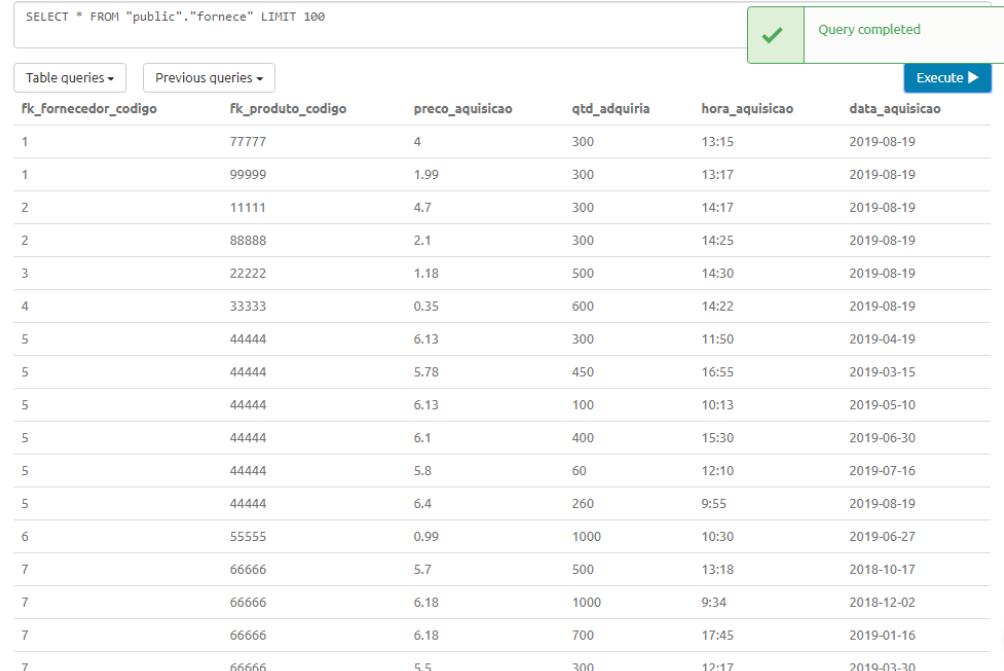 SELECT * FROM "public"."fornece" LIMIT 100
Query completed
Table queries Previous queries Execute
fk_fornecedor_codigo fk_produto_codigo preco_aquisicao qtd_adquiria hora_aquisicao data_aquisicao
1 77777 4 300 13:15 2019-08-19
1 99999 1.99 300 13:17 2019-08-19
2 11111 4.7 300 14:17 2019-08-19
2 88888 2.1 300 14:25 2019-08-19
3 22222 1.18 500 14:30 2019-08-19
4 33333 0.35 600 14:22 2019-08-19
5 44444 6.13 300 11:50 2019-04-19
5 44444 5.78 450 16:55 2019-03-15
5 44444 6.13 100 10:13 2019-05-10
5 44444 6.1 400 15:30 2019-06-30
5 44444 5.8 60 12:10 2019-07-16
5 44444 6.4 260 9:55 2019-08-19
6 55555 0.99 1000 10:30 2019-06-27
7 66666 5.7 500 13:18 2018-10-17
7 66666 6.18 1000 9:34 2018-12-02
7 66666 6.18 700 17:45 2019-01-16
7 66666 5.5 300 12:17 2019-03-30